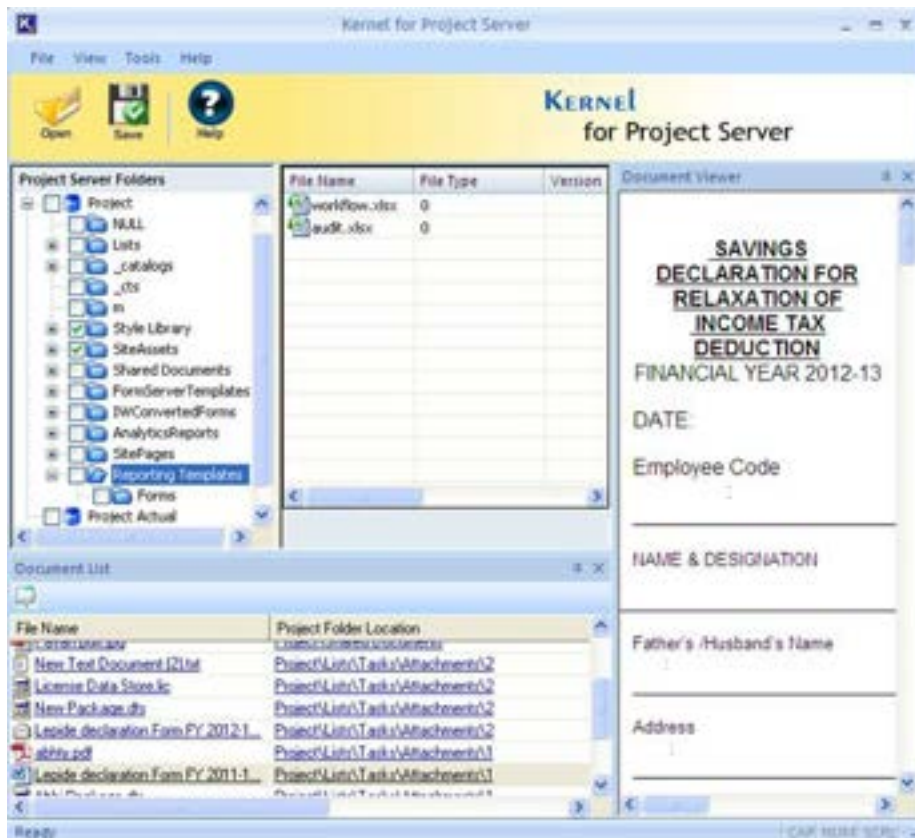 Kernel for Project Server
File View Tools Help
Open Save Help
KERNEL
for Project Server
Project Server Folders
Project
NULL
Lists
_catalogs
_cts
m
Style Library
SiteAssets
Shared Documents
FormServerTemplates
IWConvertedForms
AnalyticsReports
SitePages
Reporting Templates
Forms
Project Actual
File Name File Type Version
workflow.xlsx 0
audit.xlsx 0
Document Viewer
SAVINGS
DECLARATION FOR
RELAXATION OF
INCOME TAX
DEDUCTION
FINANCIAL YEAR 2012-13
DATE:
Employee Code
NAME & DESIGNATION
Father's /Husband's Name
Address
Document List
File Name Project Folder Location
New Text Document (2).txt Project\Lists\Tasks\Attachments\2
License Data Store.lic Project\Lists\Tasks\Attachments\2
New Package.dts Project\Lists\Tasks\Attachments\2
Lepide declaration Form FY 2012-1... Project\Lists\Tasks\Attachments\2
Project\Lists\Tasks\Attachments\1
Lepide declaration Form FY 2011-1... Project\Lists\Tasks\Attachments\1
Ready
CAP NUM SCRL